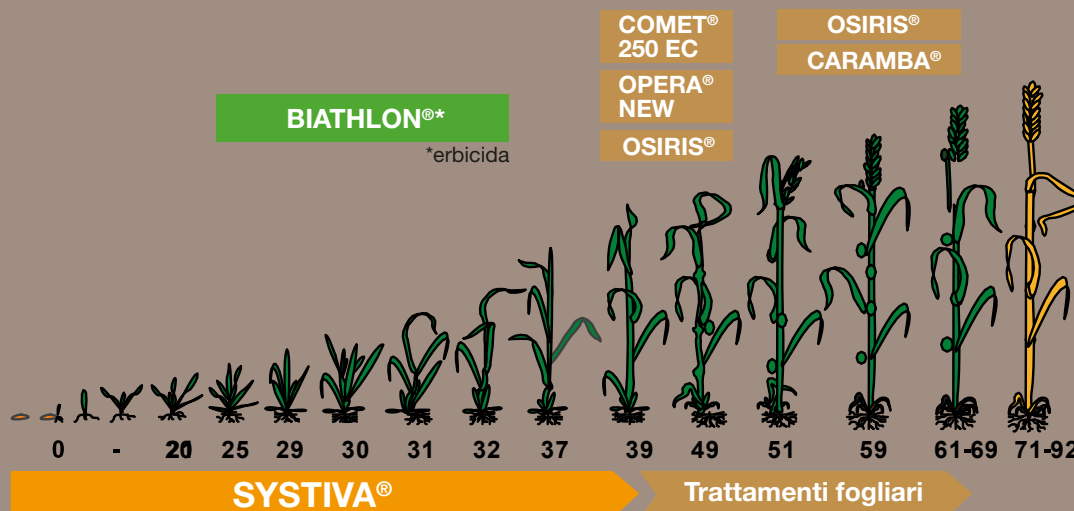 COMET®
250 EC
OPERA®
NEW
OSIRIS®
OSIRIS®
CARAMBA®
BIATHLON®*
*erbicida
0 - 20 25 29 30 31 32 37 39 49 51 59 61-69 71-92
SYSTIVA®
Trattamenti fogliari